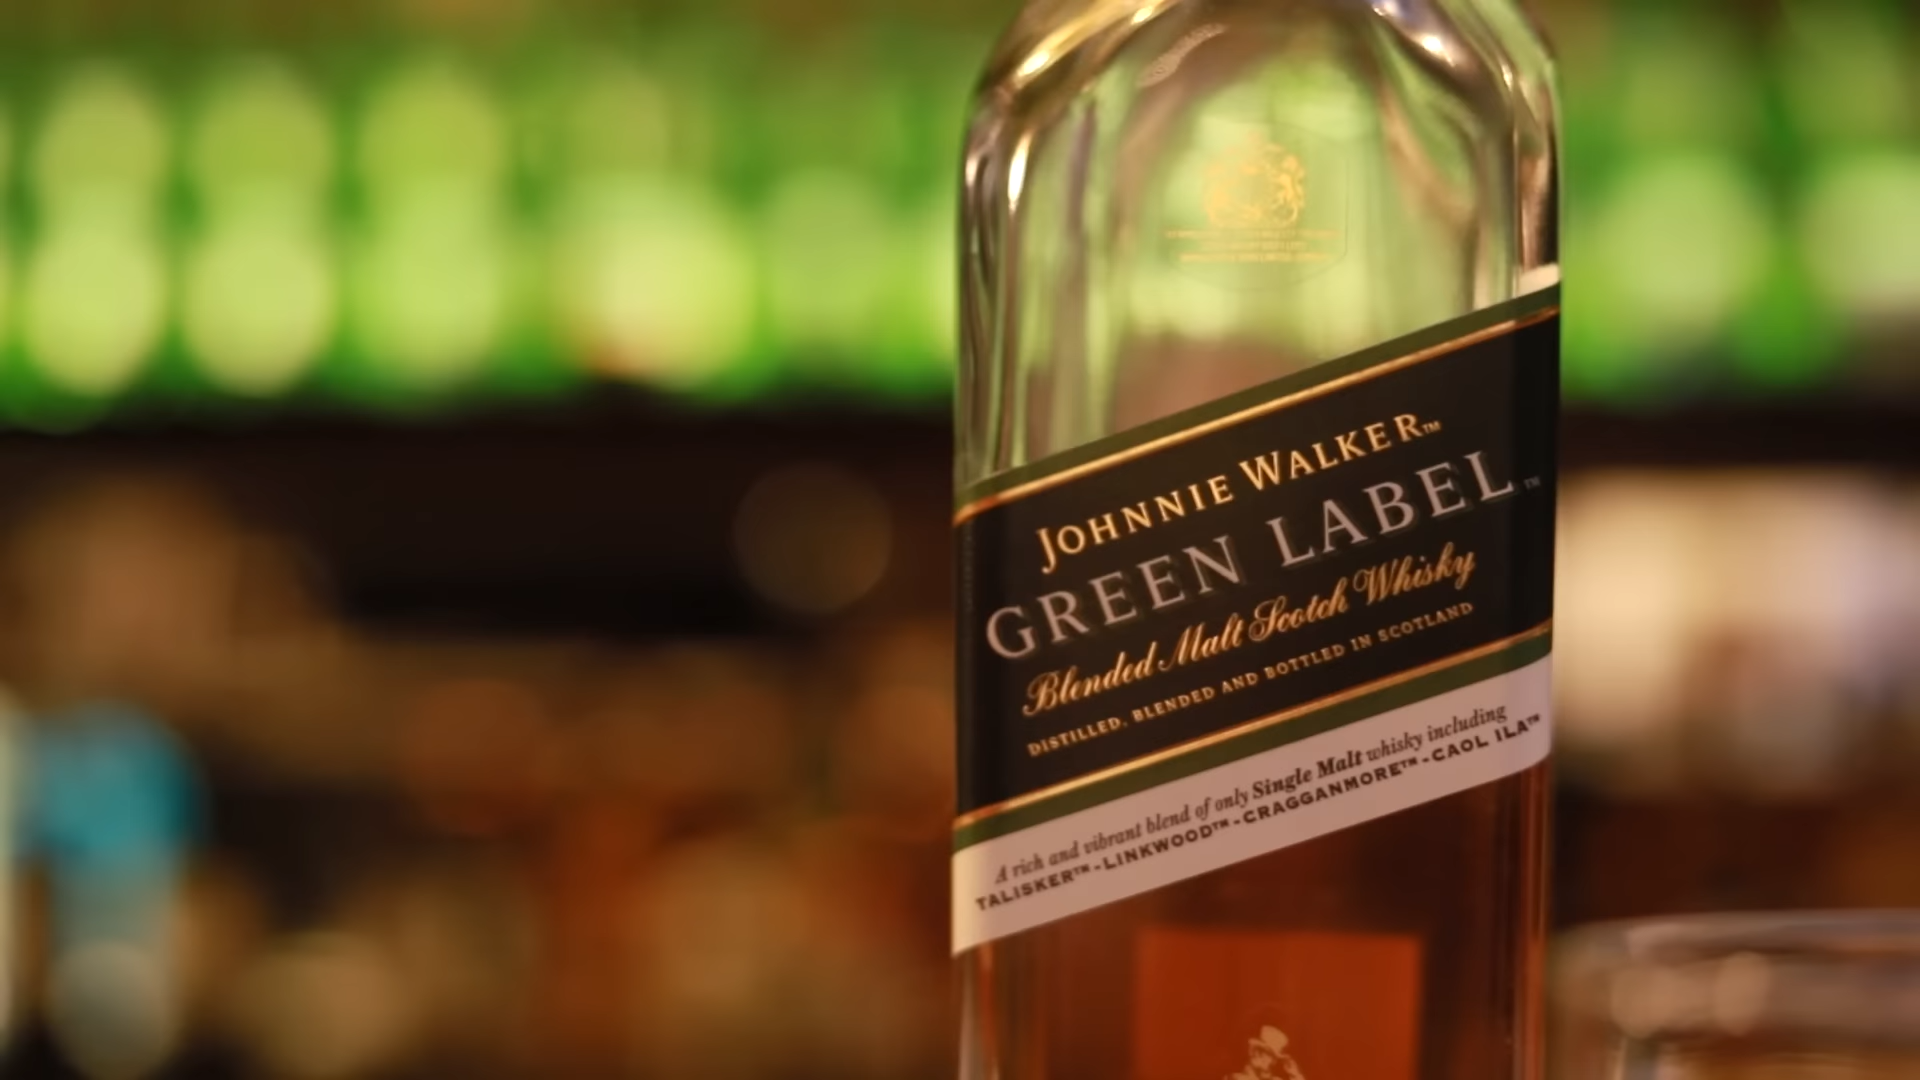 JOHNNIE WALKER™
GREEN LABEL™
Blended Malt Scotch Whisky
DISTILLED, BLENDED AND BOTTLED IN SCOTLAND
A rich and vibrant blend of only Single Malt whisky including
TALISKER™-LINKWOOD™-CRAGGANMORE™-CAOL ILA™